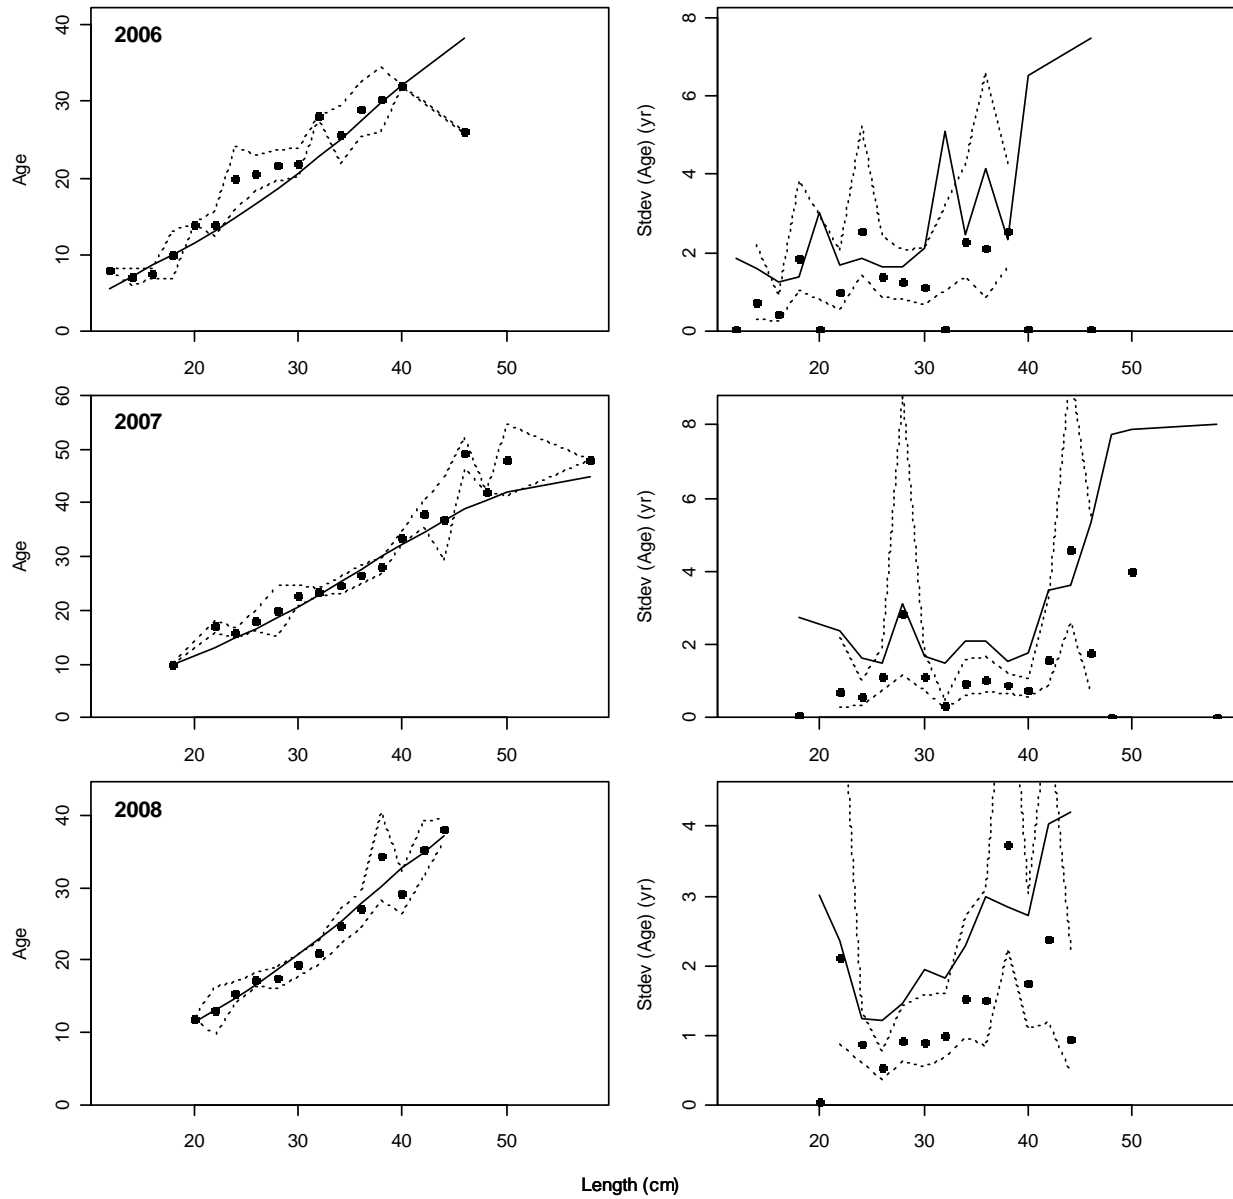 2006
Age
0 10 20 30 40
20 30 40
50
Stdev (Age) (yr)
0 2 4 6 8
20 30 40 50
2007
Age
0 10 20 30 40 50 60
20 30 40 50
Stdev (Age) (yr)
0 2 4 6 8
20 30 40 50
2008
Age
0 10 20 30 40
20 30 40 50
Stdev (Age) (yr)
0 1 2 3 4
20 30 40 50
Length (cm)